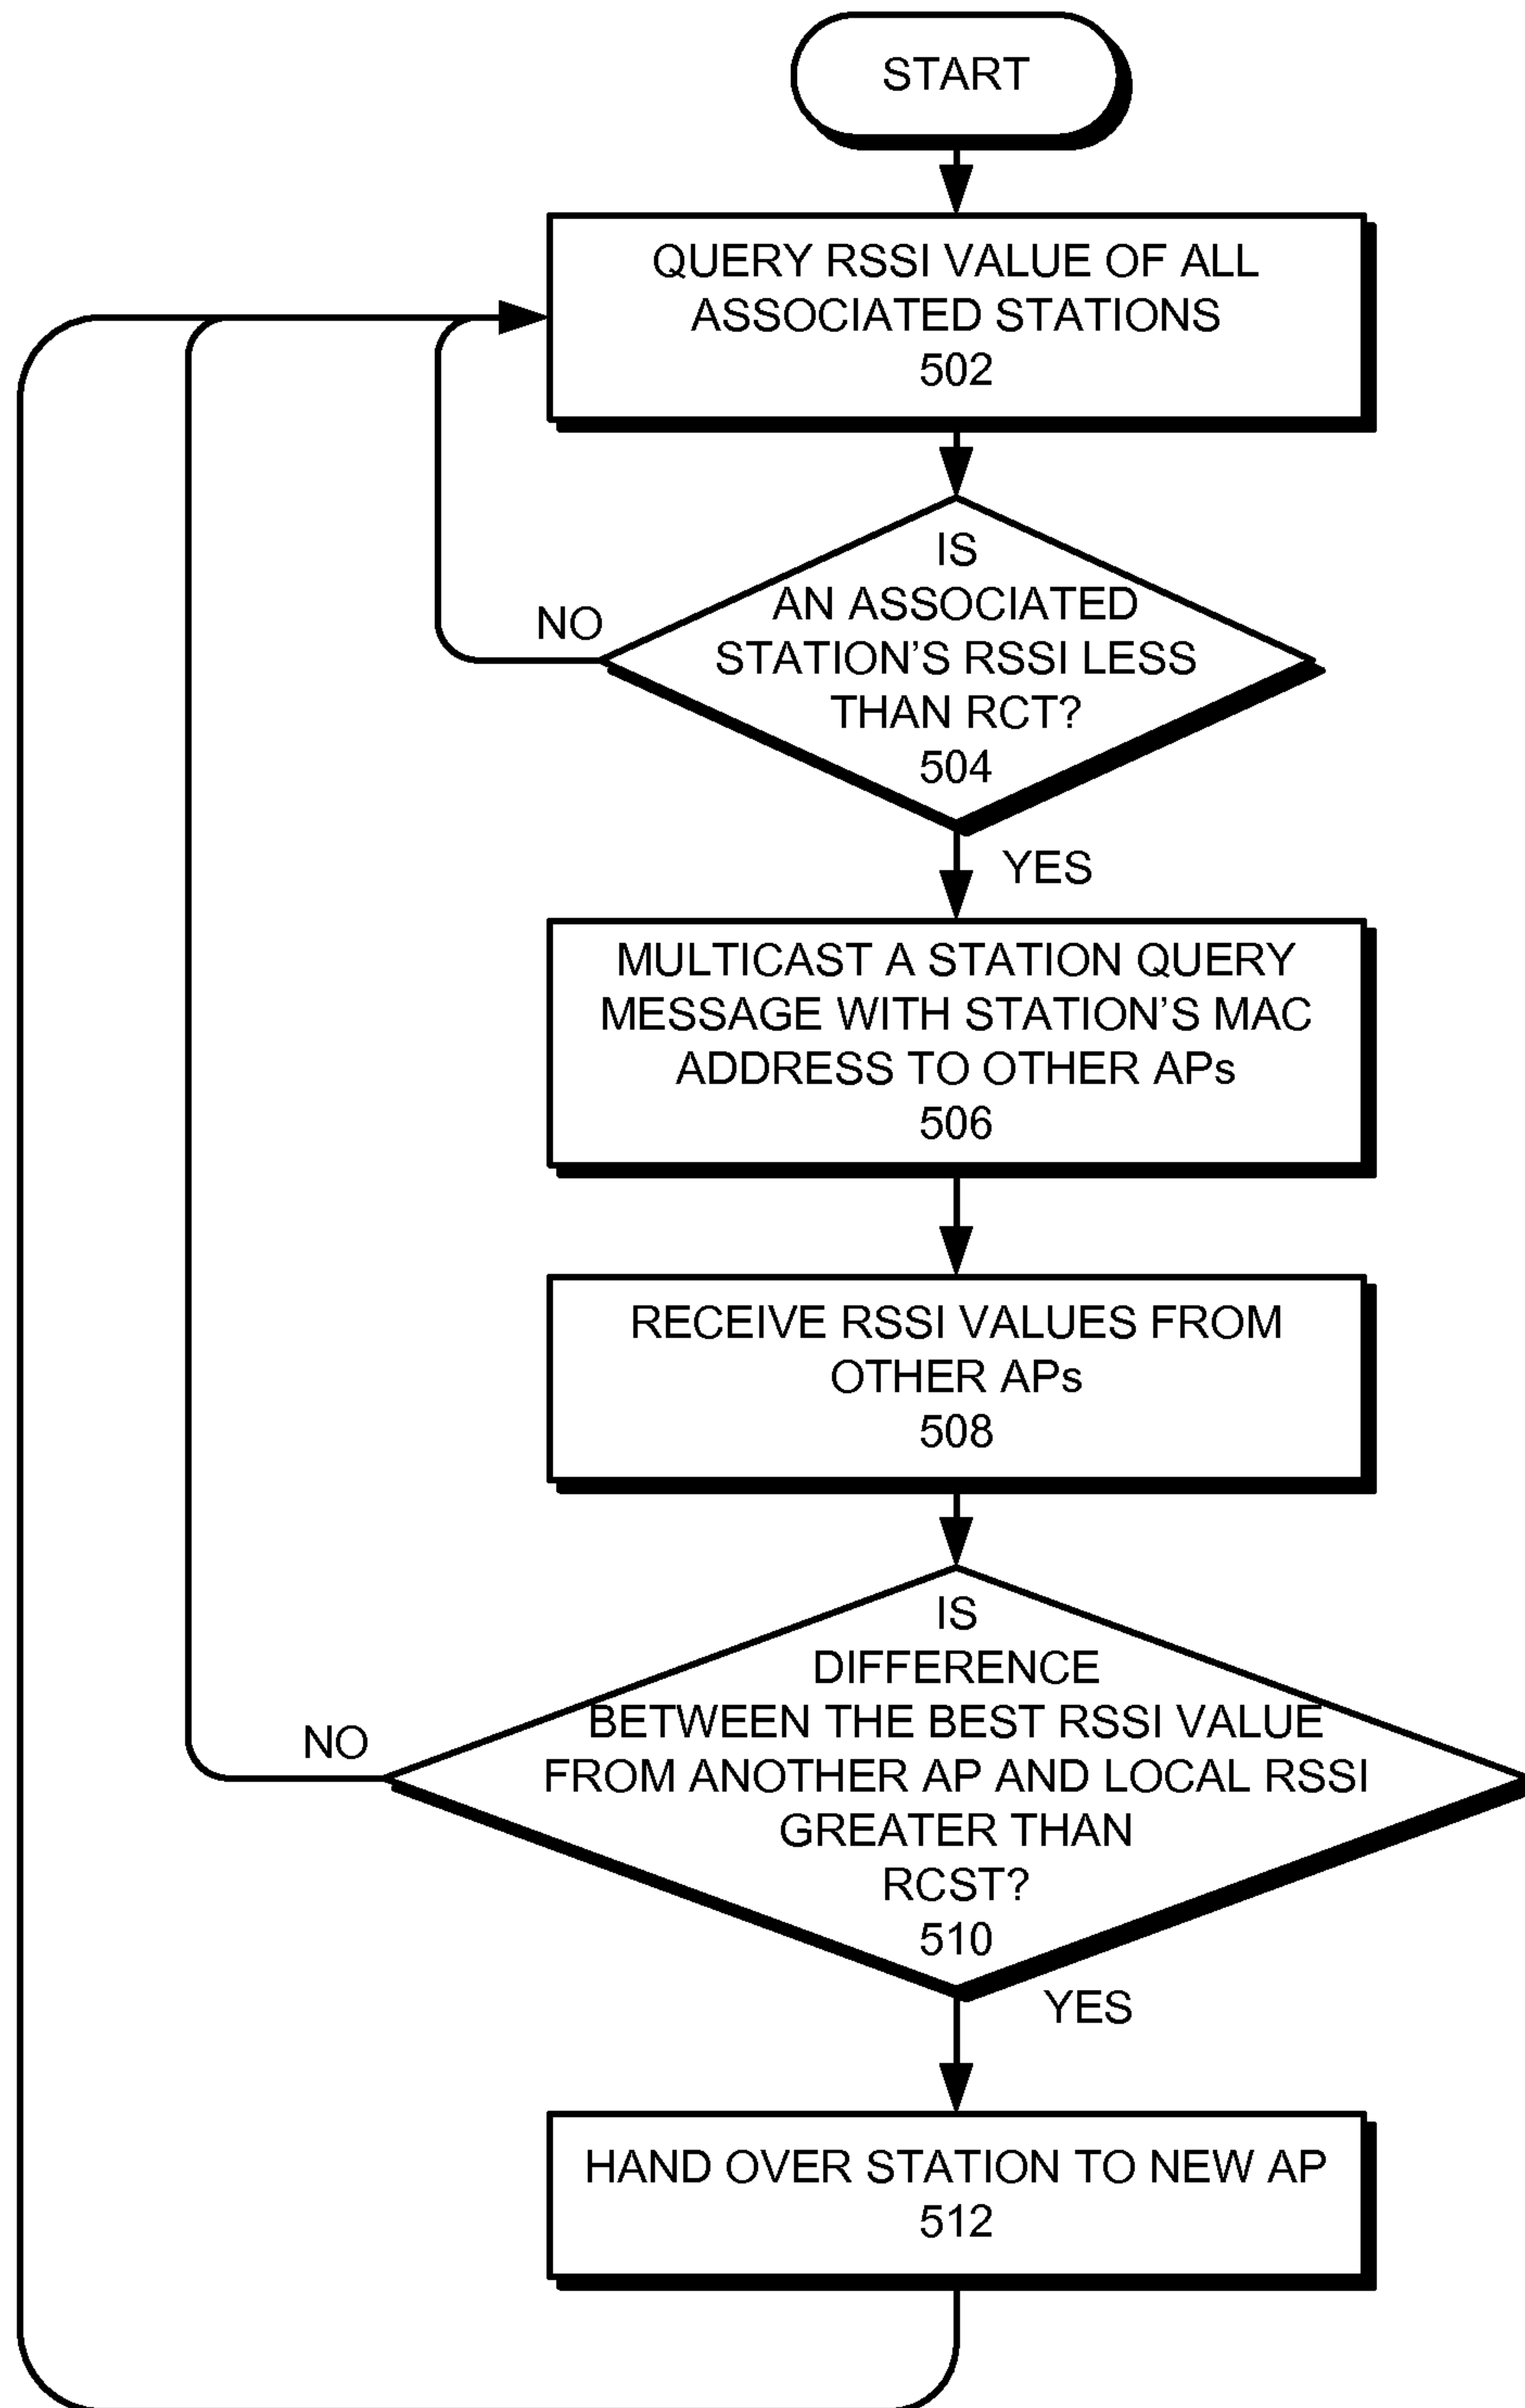 START
QUERY RSSI VALUE OF ALL
ASSOCIATED STATIONS
502
IS
AN ASSOCIATED
STATION'S RSSI LESS
THAN RCT?
504
NO
YES
MULTICAST A STATION QUERY
MESSAGE WITH STATION'S MAC
ADDRESS TO OTHER APs
506
RECEIVE RSSI VALUES FROM
OTHER APs
508
IS
DIFFERENCE
BETWEEN THE BEST RSSI VALUE
FROM ANOTHER AP AND LOCAL RSSI
GREATER THAN
RCST?
510
NO
YES
HAND OVER STATION TO NEW AP
512